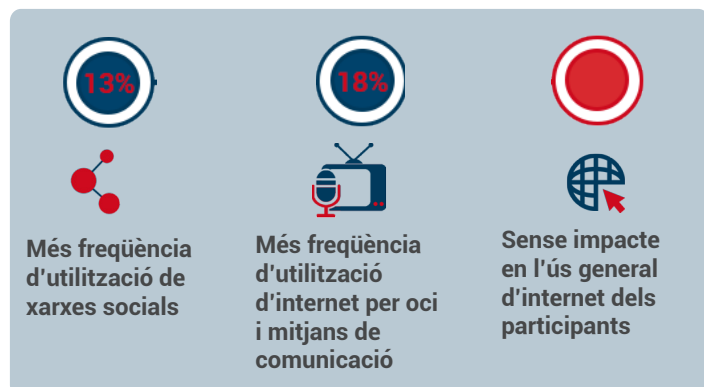 13%
Més freqüència
d'utilització de
xarxes socials
18%
Més freqüència
d'utilització
d'internet per oci
i mitjans de
comunicació
Sense impacte
en l'ús general
d'internet dels
participants